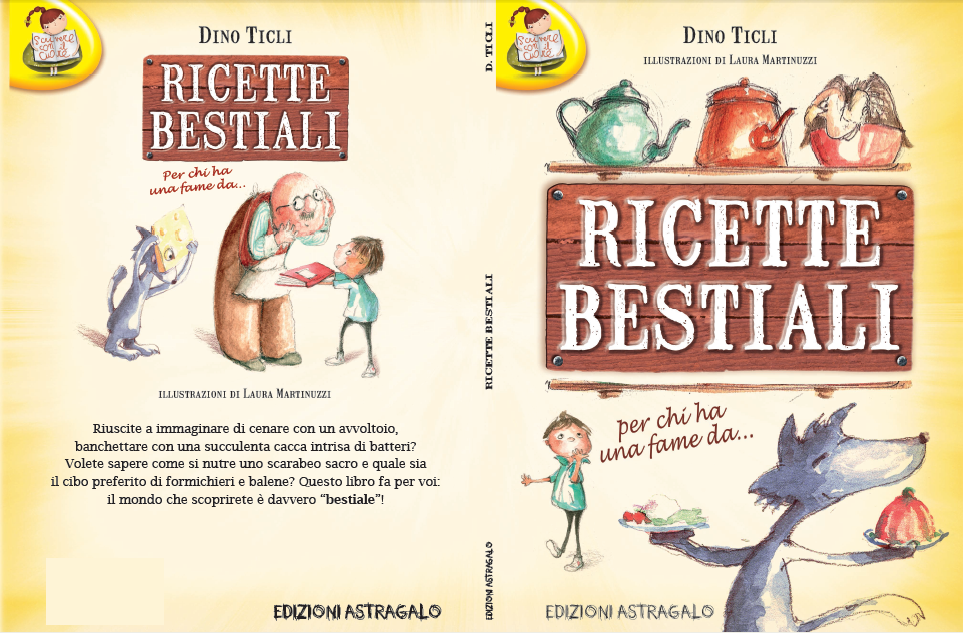 Scrivere
con il
Cuore
DINO TICLI
RICETTE
BESTIALI
Per chi ha
una fame da...
ILLUSTRAZIONI DI LAURA MARTINUZZI
Riuscite a immaginare di cenare con un avvoltoio,
banchettare con una succulenta cacca intrisa di batteri?
Volete sapere come si nutre uno scarabeo sacro e quale sia
il cibo preferito di formichieri e balene? Questo libro fa per voi:
il mondo che scoprirete è davvero “bestiale”!
EDIZIONI ASTRAGALO
D. TICLI
RICETTE BESTIALI
EDIZIONI ASTRAGALO
Scrivere
con il
Cuore
DINO TICLI
ILLUSTRAZIONI DI LAURA MARTINUZZI
RICETTE
BESTIALI
per chi ha
una fame da...
EDIZIONI ASTRAGALO